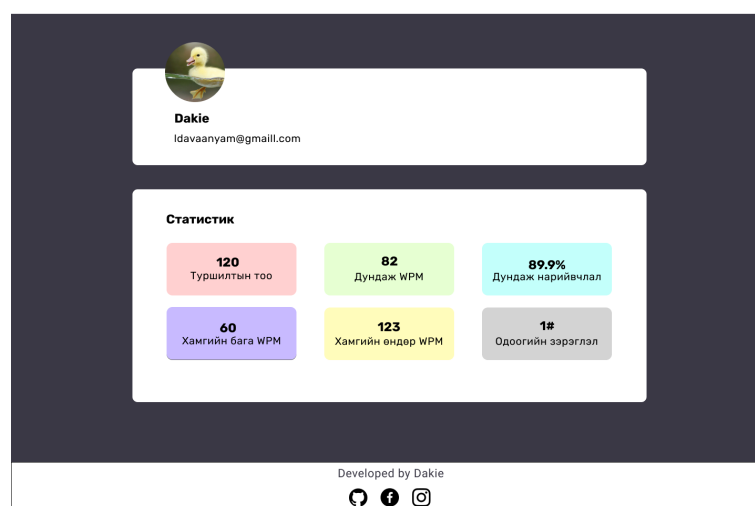 Dakie
ldavaanyam@gmaill.com
Статистик
120
Туршилтын тоо
82
Дундаж WPM
89.9%
Дундаж нарийвчлал
60
Хамгийн бага WPM
123
Хамгийн өндөр WPM
1#
Одоогийн зэрэглэл
Developed by Dakie